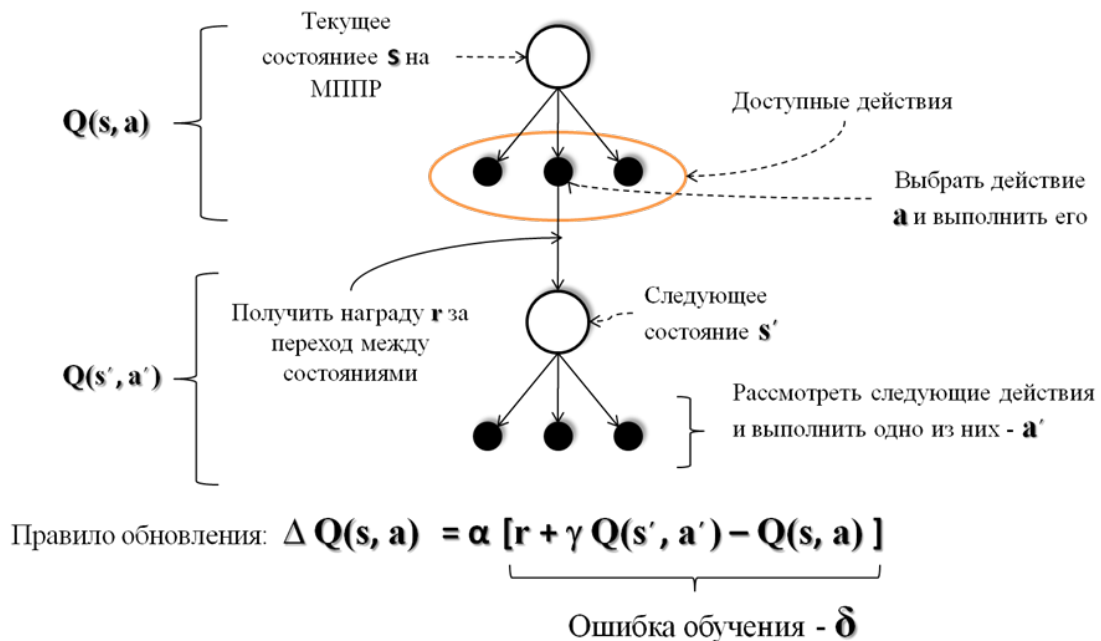 Текущее
состояниее s на
МППР
Q(s, a)
Доступные действия
Выбрать действие
a и выполнить его
Получить награду r за
переход между
состояниями
Следующее
состояние s´
Q(s´, a´)
Рассмотреть следующие действия
и выполнить одно из них - a´
Правило обновления: Δ Q(s, a) = α [r + γ Q(s´, a´) – Q(s, a) ]
Ошибка обучения - δ